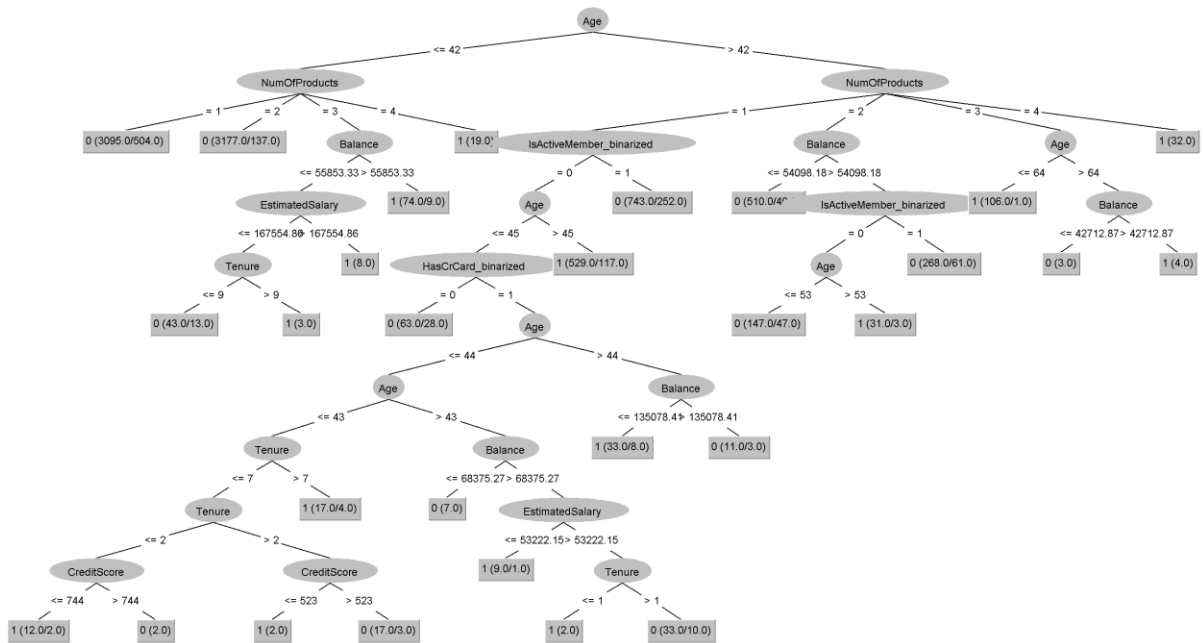 Age
<= 42 > 42
NumOfProducts NumOfProducts
= 1 = 2 = 3 = 4 = 1 = 2 = 3 = 4
0 (3095.0/504.0) 0 (3177.0/137.0) Balance 1 (19.0) IsActiveMember_binarized Balance Age 1 (32.0)
<= 55853.33 > 55853.33 = 0 = 1 <= 54098.18 > 54098.18 <= 64 > 64
EstimatedSalary 1 (74.0/9.0) Age 0 (743.0/252.0) IsActiveMember_binarized 1 (106.0/1.0) Balance
<= 167554.86 > 167554.86 <= 45 > 45 = 0 = 1 <= 42712.87 > 42712.87
Tenure 1 (8.0) HasCrCard_binarized 1 (529.0/117.0) Age 0 (268.0/61.0) 0 (3.0) 1 (4.0)
<= 9 > 9 = 0 = 1 <= 53 > 53
0 (43.0/13.0) 1 (3.0) 0 (63.0/28.0) Age 0 (147.0/47.0) 1 (31.0/3.0)
<= 44 > 44
Age Balance
<= 43 > 43 <= 135078.41 > 135078.41
Tenure Balance 1 (33.0/8.0) 0 (11.0/3.0)
<= 7 > 7 <= 68375.27 > 68375.27
Tenure 1 (17.0/4.0) 0 (7.0) EstimatedSalary
<= 2 > 2 <= 53222.15 > 53222.15
CreditScore CreditScore 1 (9.0/1.0) Tenure
<= 744 > 744 <= 523 > 523 <= 1 > 1
1 (12.0/2.0) 0 (2.0) 1 (2.0) 0 (17.0/3.0) 1 (2.0) 0 (33.0/10.0)